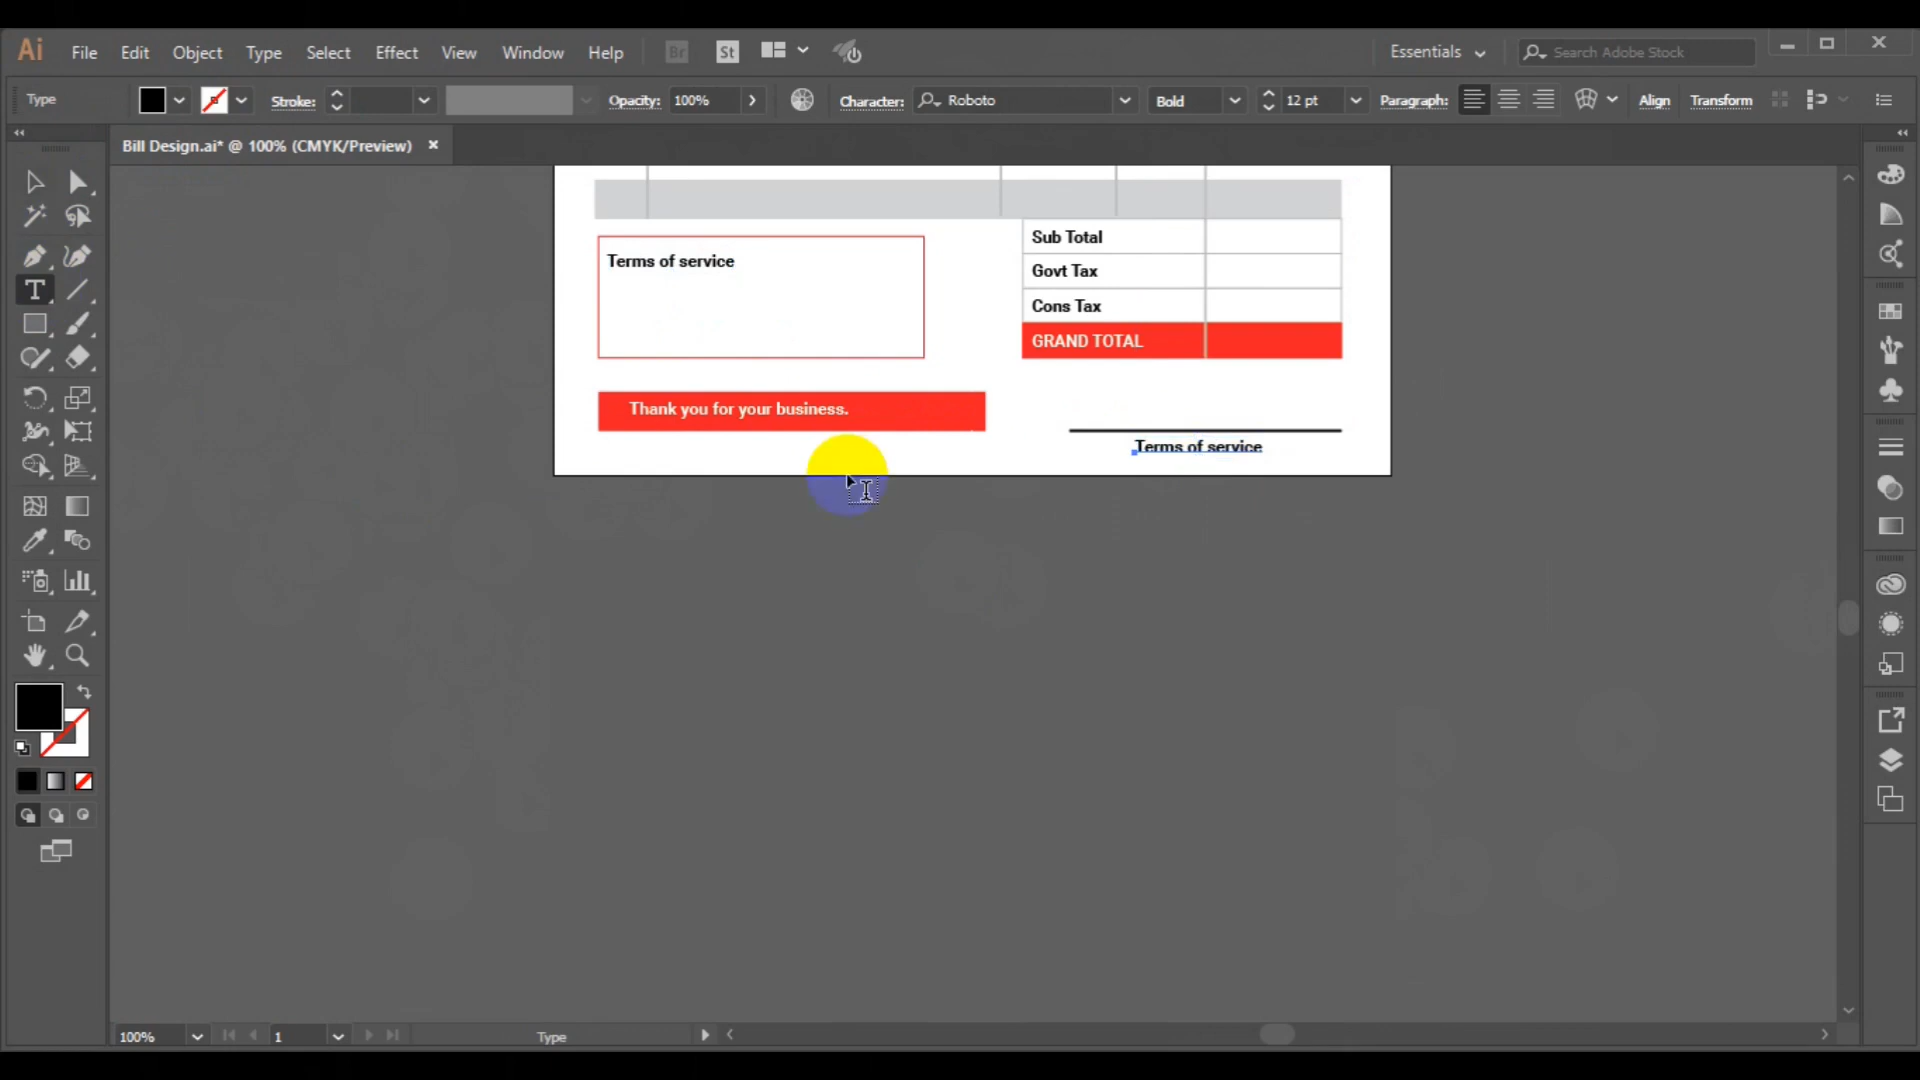 Ai File Edit Object Type Select Effect View Window Help Br St Essentials Search Adobe Stock
Type Stroke: Opacity: 100% Character: Roboto Bold 12 pt Paragraph: Align Transform
Bill Design.ai* @ 100% (CMYK/Preview)
Sub Total
Terms of service
Govt Tax
Cons Tax
GRAND TOTAL
Thank you for your business.
Terms of service
100% 1 Type